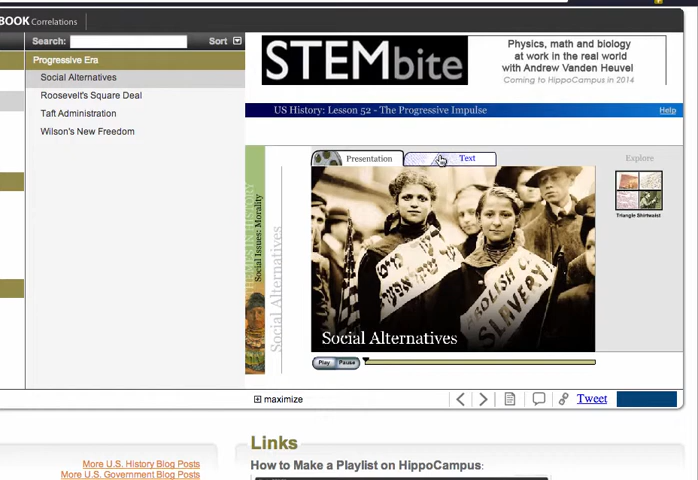 BOOK Correlations
Search:
Sort
Progressive Era
Social Alternatives
Roosevelt's Square Deal
Taft Administration
Wilson's New Freedom
STEMbite
Physics, math and biology
at work in the real world
with Andrew Vanden Heuvel
Coming to HippoCampus in 2014
US History: Lesson 52 - The Progressive Impulse
Help
Presentation
Text
Explore
Triangle Shirtwaist
Social Issues: Morality
Social Alternatives
ABOLISH CH
SLAVERY
Social Alternatives
Play
Pause
maximize
Tweet
Links
How to Make a Playlist on HippoCampus:
More U.S. History Blog Posts
More U.S. Government Blog Posts